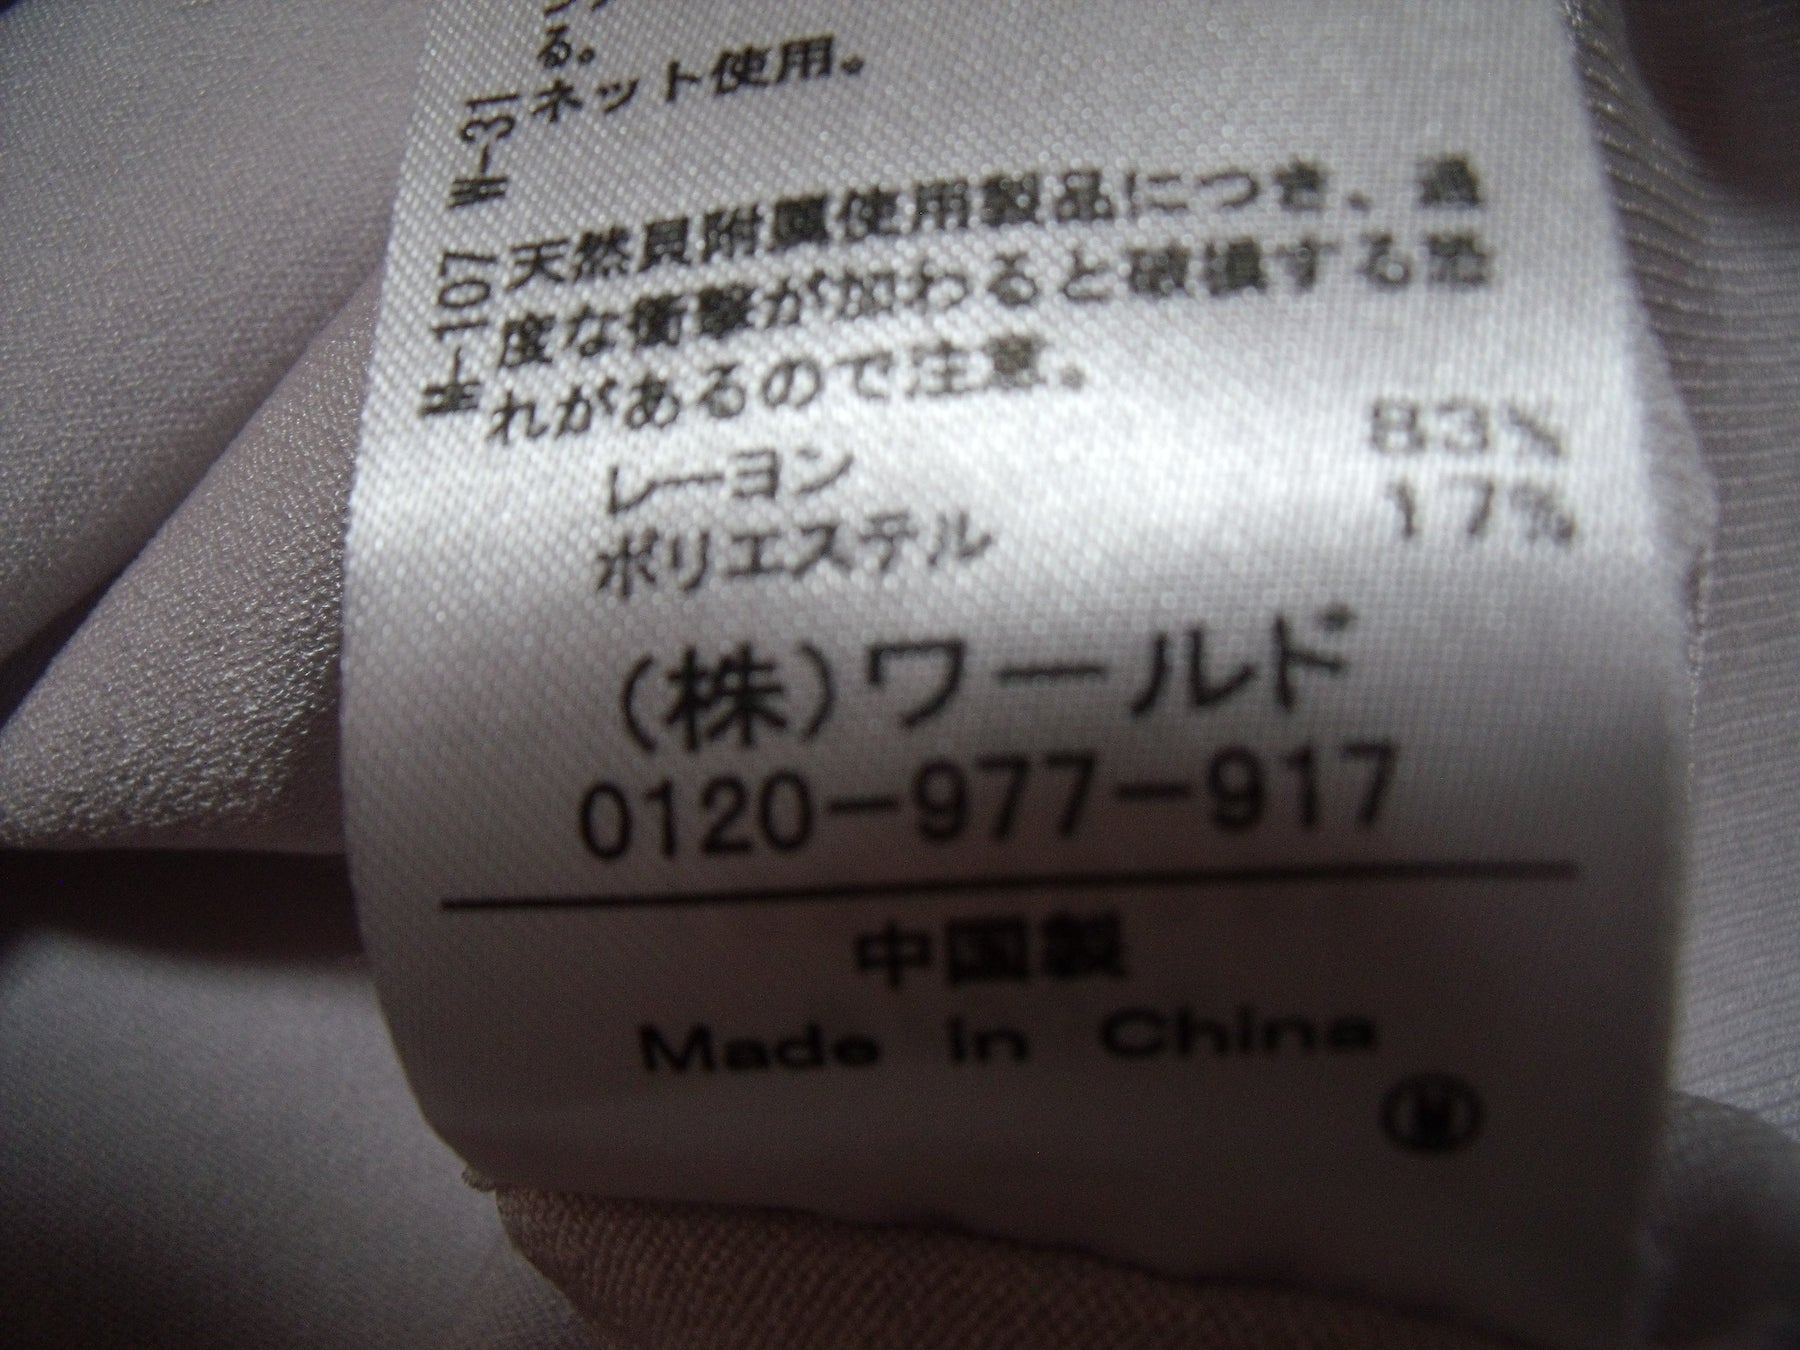 る。
W-31 ネット使用。
W-107 天然貝附属使用製品につき、過
度な衝撃が加わると破損する恐
れがあるので注意。
レーヨン 83%
ポリエステル 17%
(株)ワールド
0120-977-917
中国製
Made in China